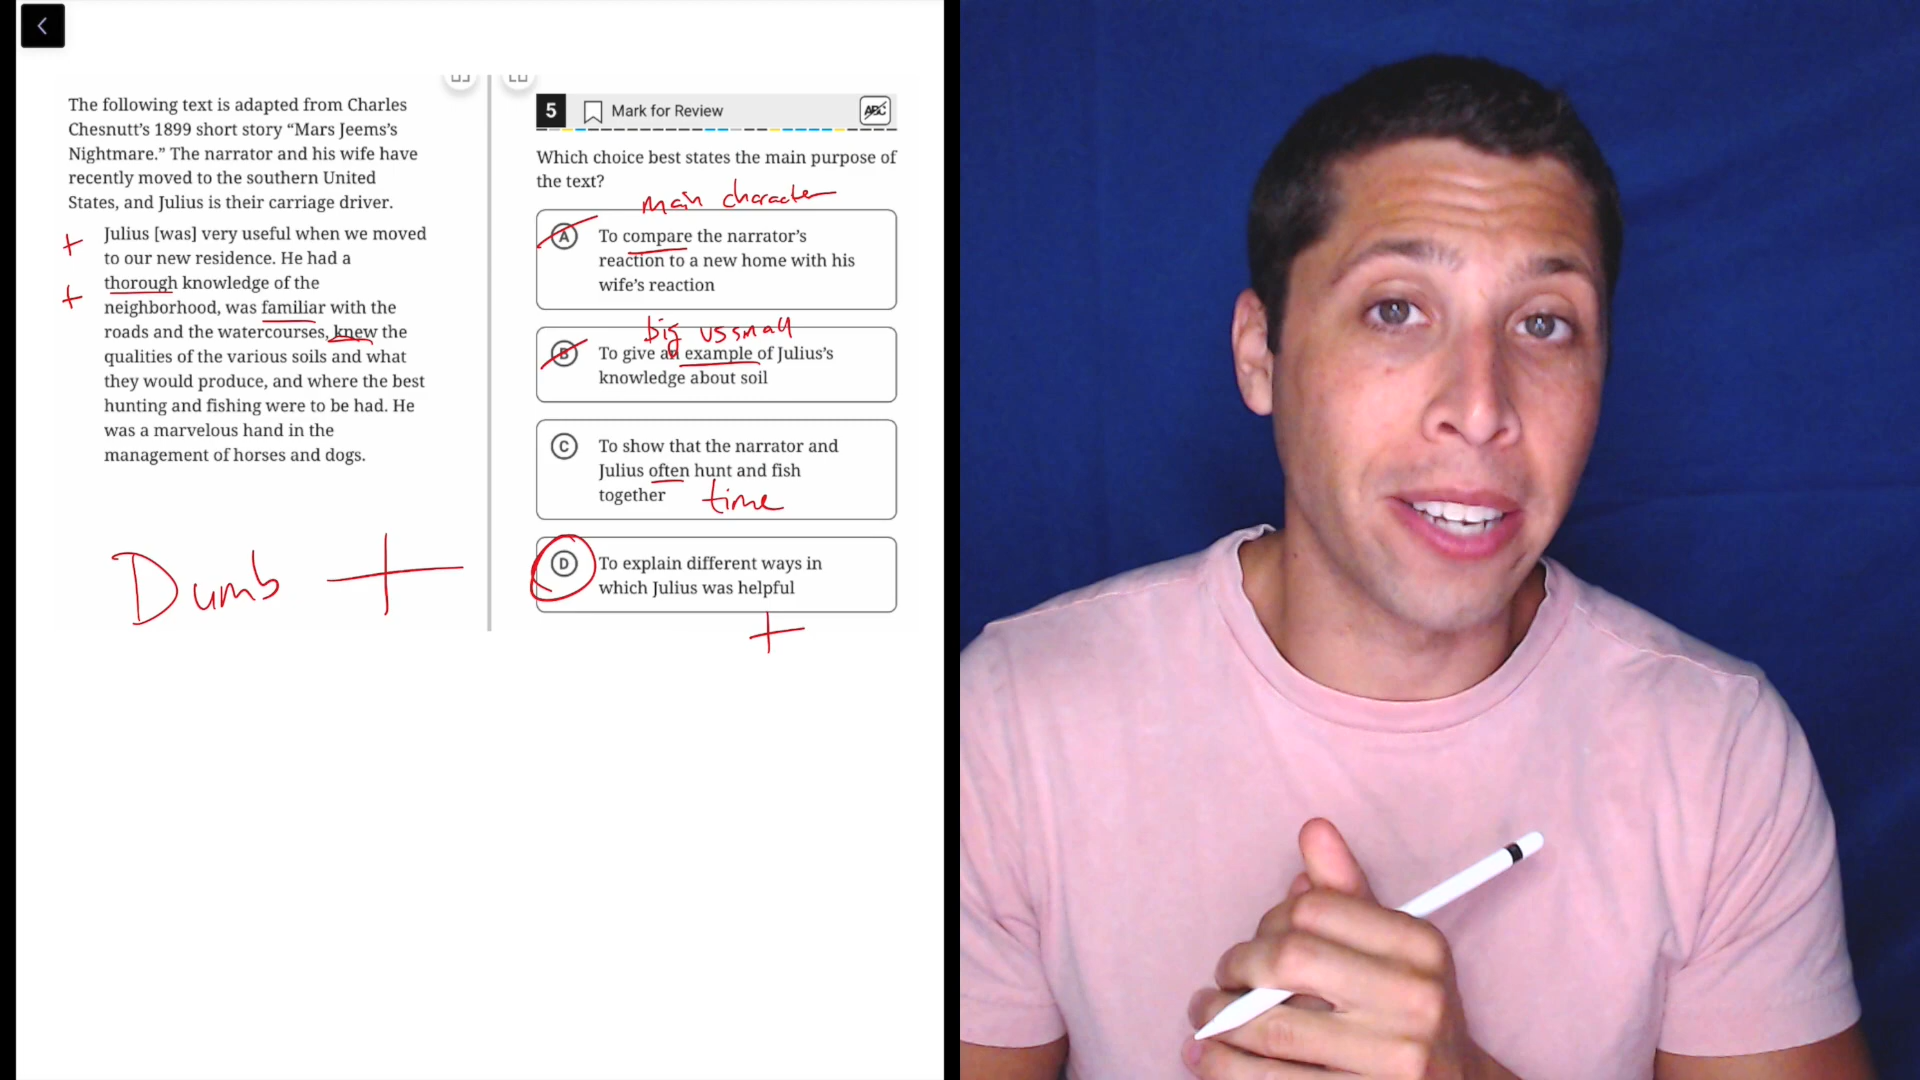 The following text is adapted from Charles
Chesnutt's 1899 short story "Mars Jeems's
Nightmare." The narrator and his wife have
recently moved to the southern United
States, and Julius is their carriage driver.
+ Julius [was] very useful when we moved
to our new residence. He had a
+ thorough knowledge of the
neighborhood, was familiar with the
roads and the watercourses, knew the
qualities of the various soils and what
they would produce, and where the best
hunting and fishing were to be had. He
was a marvelous hand in the
management of horses and dogs.
Dumb +
5 Mark for Review ABC
Which choice best states the main purpose of
the text?
main character
A To compare the narrator's
reaction to a new home with his
wife's reaction
big vs small
B To give an example of Julius's
knowledge about soil
C To show that the narrator and
Julius often hunt and fish
together time
D To explain different ways in
which Julius was helpful
+